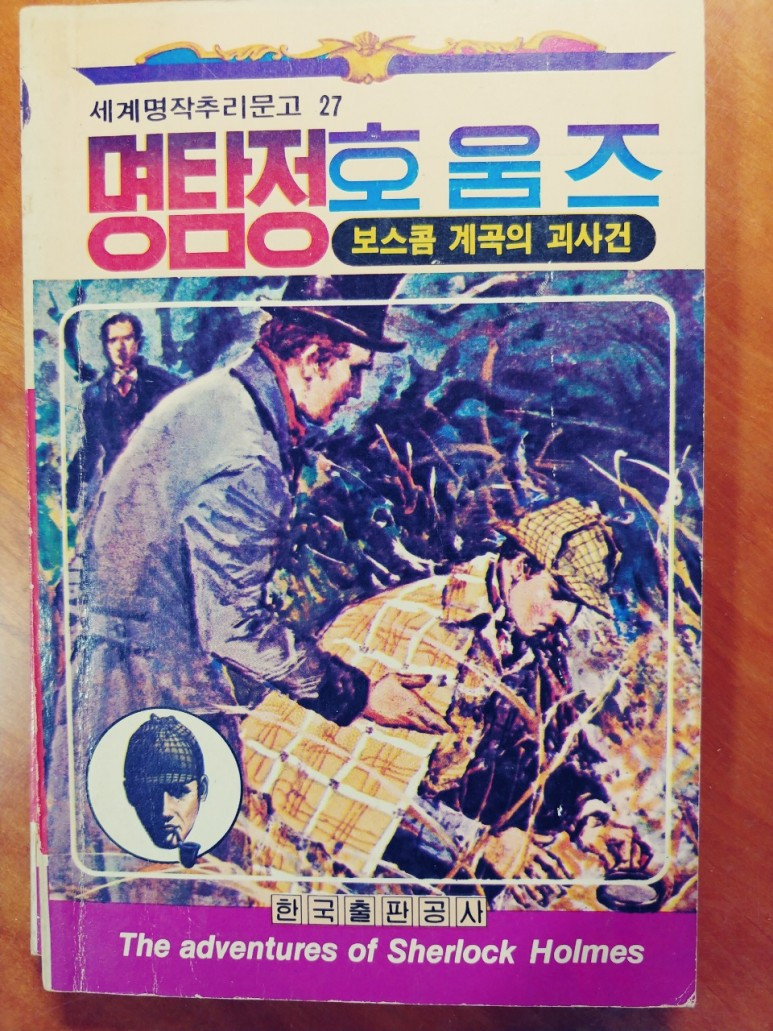 세계명작추리문고 27
명탐정호움즈
보스콤 계곡의 괴사건
한국출판공사
The adventures of Sherlock Holmes